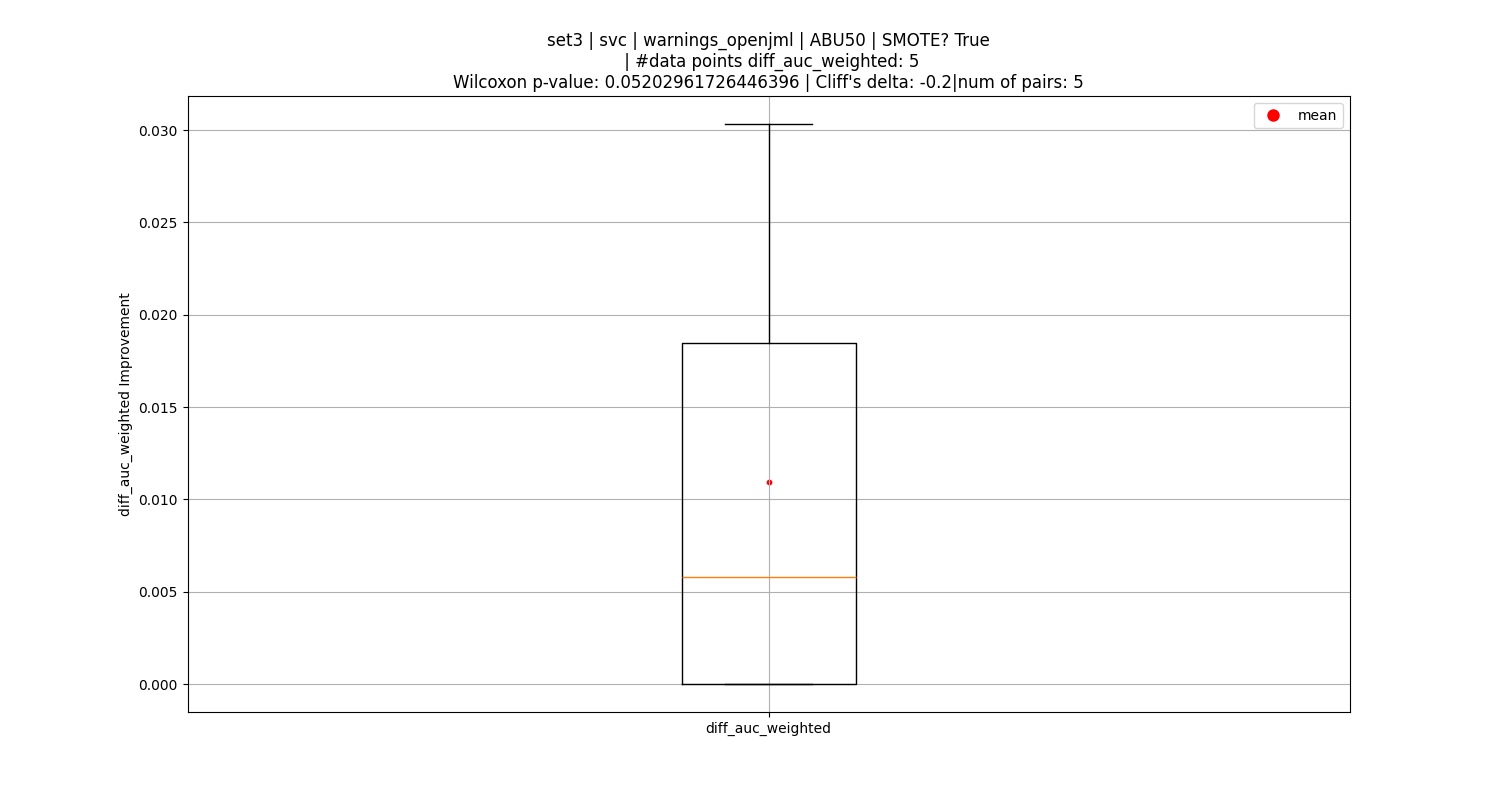 set3 | svc | warnings_openjml | ABU50 | SMOTE? True
| #data points diff_auc_weighted: 5
Wilcoxon p-value: 0.05202961726446396 | Cliff's delta: -0.2|num of pairs: 5
mean
0.030
0.025
0.020
0.015
0.010
0.005
0.000
diff_auc_weighted Improvement
diff_auc_weighted